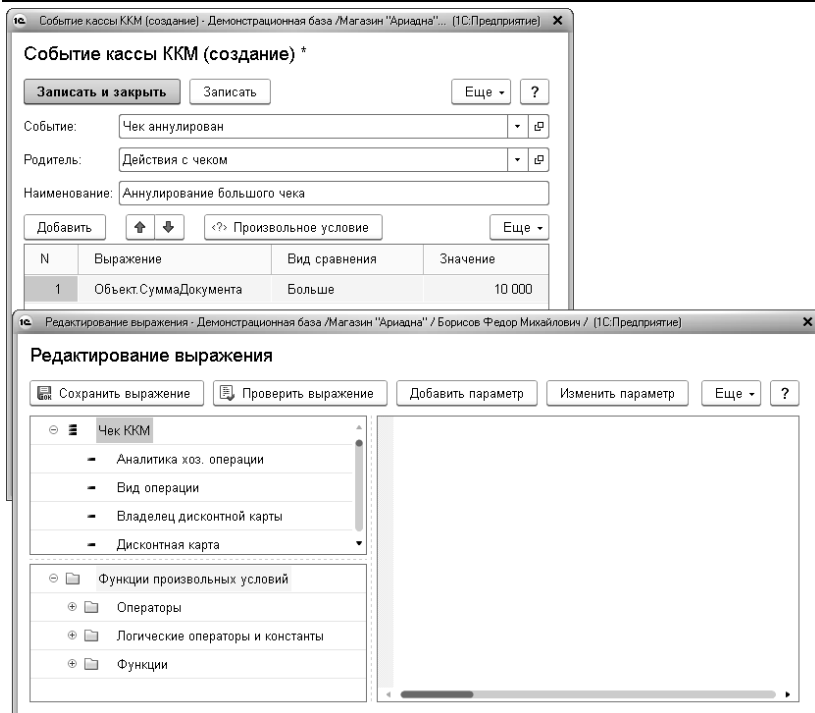 Событие кассы ККМ (создание) - Демонстрационная база /Магазин "Ариадна"... (1С:Предприятие)
Событие кассы ККМ (создание) *
Записать и закрыть Записать Еще ?
Событие: Чек аннулирован
Родитель: Действия с чеком
Наименование: Аннулирование большого чека
Добавить <?> Произвольное условие Еще
N Выражение Вид сравнения Значение
1 Объект.СуммаДокумента Больше 10 000
Редактирование выражения - Демонстрационная база /Магазин "Ариадна" / Борисов Федор Михайлович / (1С:Предприятие)
Редактирование выражения
Сохранить выражение Проверить выражение Добавить параметр Изменить параметр Еще ?
Чек ККМ
Аналитика хоз. операции
Вид операции
Владелец дисконтной карты
Дисконтная карта
Функции произвольных условий
Операторы
Логические операторы и константы
Функции